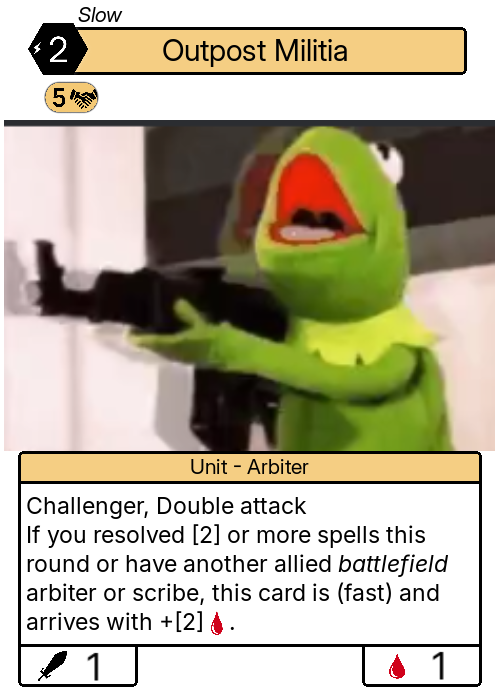 Slow
2
Outpost Militia
5
Unit - Arbiter
Challenger, Double attack
If you resolved [2] or more spells this
round or have another allied battlefield
arbiter or scribe, this card is (fast) and
arrives with +[2] .
1
1